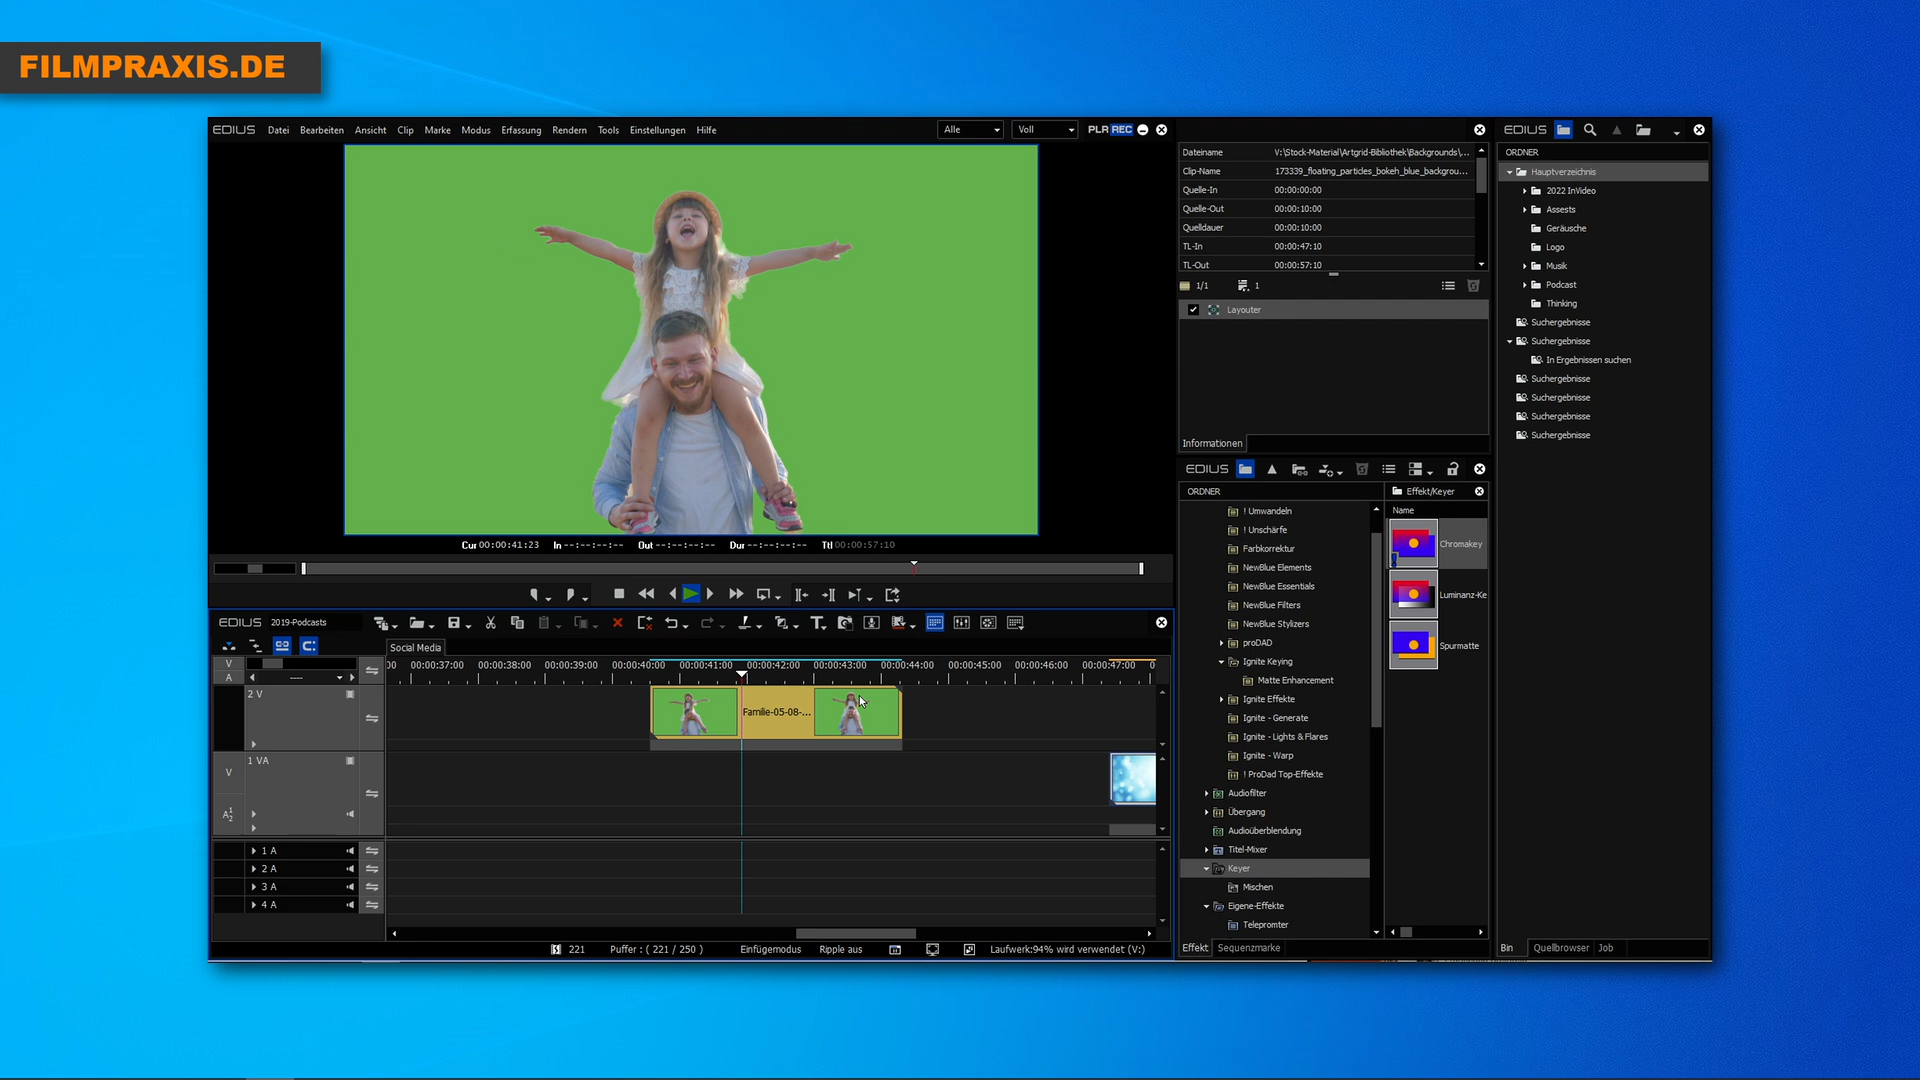 FILMPRAXIS.DE
EDIUS Datei Bearbeiten Ansicht Clip Marke Modus Erfassung Rendern Tools Einstellungen Hilfe Alle Voll PLR REC
Dateiname V:\Stock-Material\Artgrid-Bibliothek\Backgrounds\...
Clip-Name 173339_floating_particles_bokeh_blue_backgrou...
Quelle-In 00:00:00:00
Quelle-Out 00:00:10:00
Quelldauer 00:00:10:00
TL-In 00:00:47:10
TL-Out 00:00:57:10
1/1 1
Layouter
Informationen
EDIUS
ORDNER
Hauptverzeichnis
2022 InVideo
Assests
Geräusche
Logo
Musik
Podcast
Thinking
Suchergebnisse
Suchergebnisse
In Ergebnissen suchen
Suchergebnisse
Suchergebnisse
Suchergebnisse
Suchergebnisse
Bin Quellbrowser Job
Cur 00:00:41:23 In --:--:--:-- Out --:--:--:-- Dur --:--:--:-- Ttl 00:00:57:10
EDIUS 2019-Podcasts
Social Media
V
A
----
00 00:00:37:00 00:00:38:00 00:00:39:00 00:00:40:00 00:00:41:00 00:00:42:00 00:00:43:00 00:00:44:00 00:00:45:00 00:00:46:00 00:00:47:00 0
2 V
Familie-05-08-...
1 VA
V
A 1 2
1 A
2 A
3 A
4 A
221 Puffer : ( 221 / 250 ) Einfügemodus Ripple aus Laufwerk:94% wird verwendet (V:)
EDIUS
ORDNER
! Umwandeln
! Unschärfe
Farbkorrektur
NewBlue Elements
NewBlue Essentials
NewBlue Filters
NewBlue Stylizers
proDAD
Ignite Keying
Matte Enhancement
Ignite Effekte
Ignite - Generate
Ignite - Lights & Flares
Ignite - Warp
! ProDad Top-Effekte
Audiofilter
Übergang
Audioüberblendung
Titel-Mixer
Keyer
Mischen
Eigene-Effekte
Telepromter
Effekt Sequenzmarke
Effekt/Keyer
Name
Chromakey
Luminanz-Ke
Spurmatte